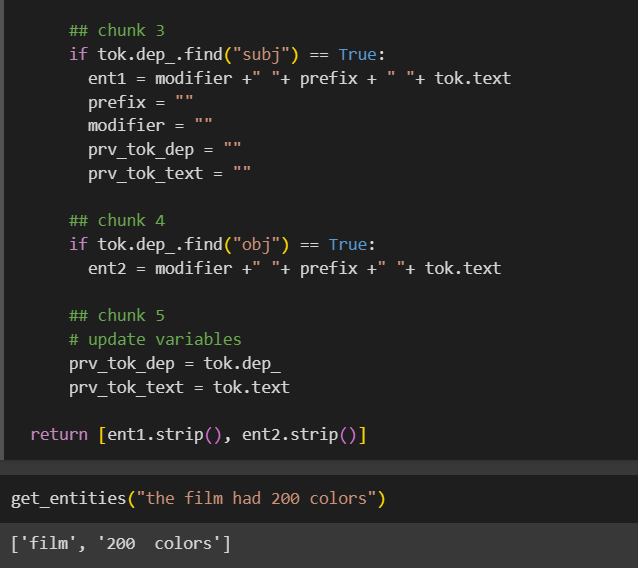 ## chunk 3
if tok.dep_.find("subj") == True:
ent1 = modifier +" "+ prefix + " "+ tok.text
prefix = ""
modifier = ""
prv_tok_dep = ""
prv_tok_text = ""
## chunk 4
if tok.dep_.find("obj") == True:
ent2 = modifier +" "+ prefix +" "+ tok.text
## chunk 5
# update variables
prv_tok_dep = tok.dep_
prv_tok_text = tok.text
return [ent1.strip(), ent2.strip()]
get_entities("the film had 200 colors")
['film', '200  colors']